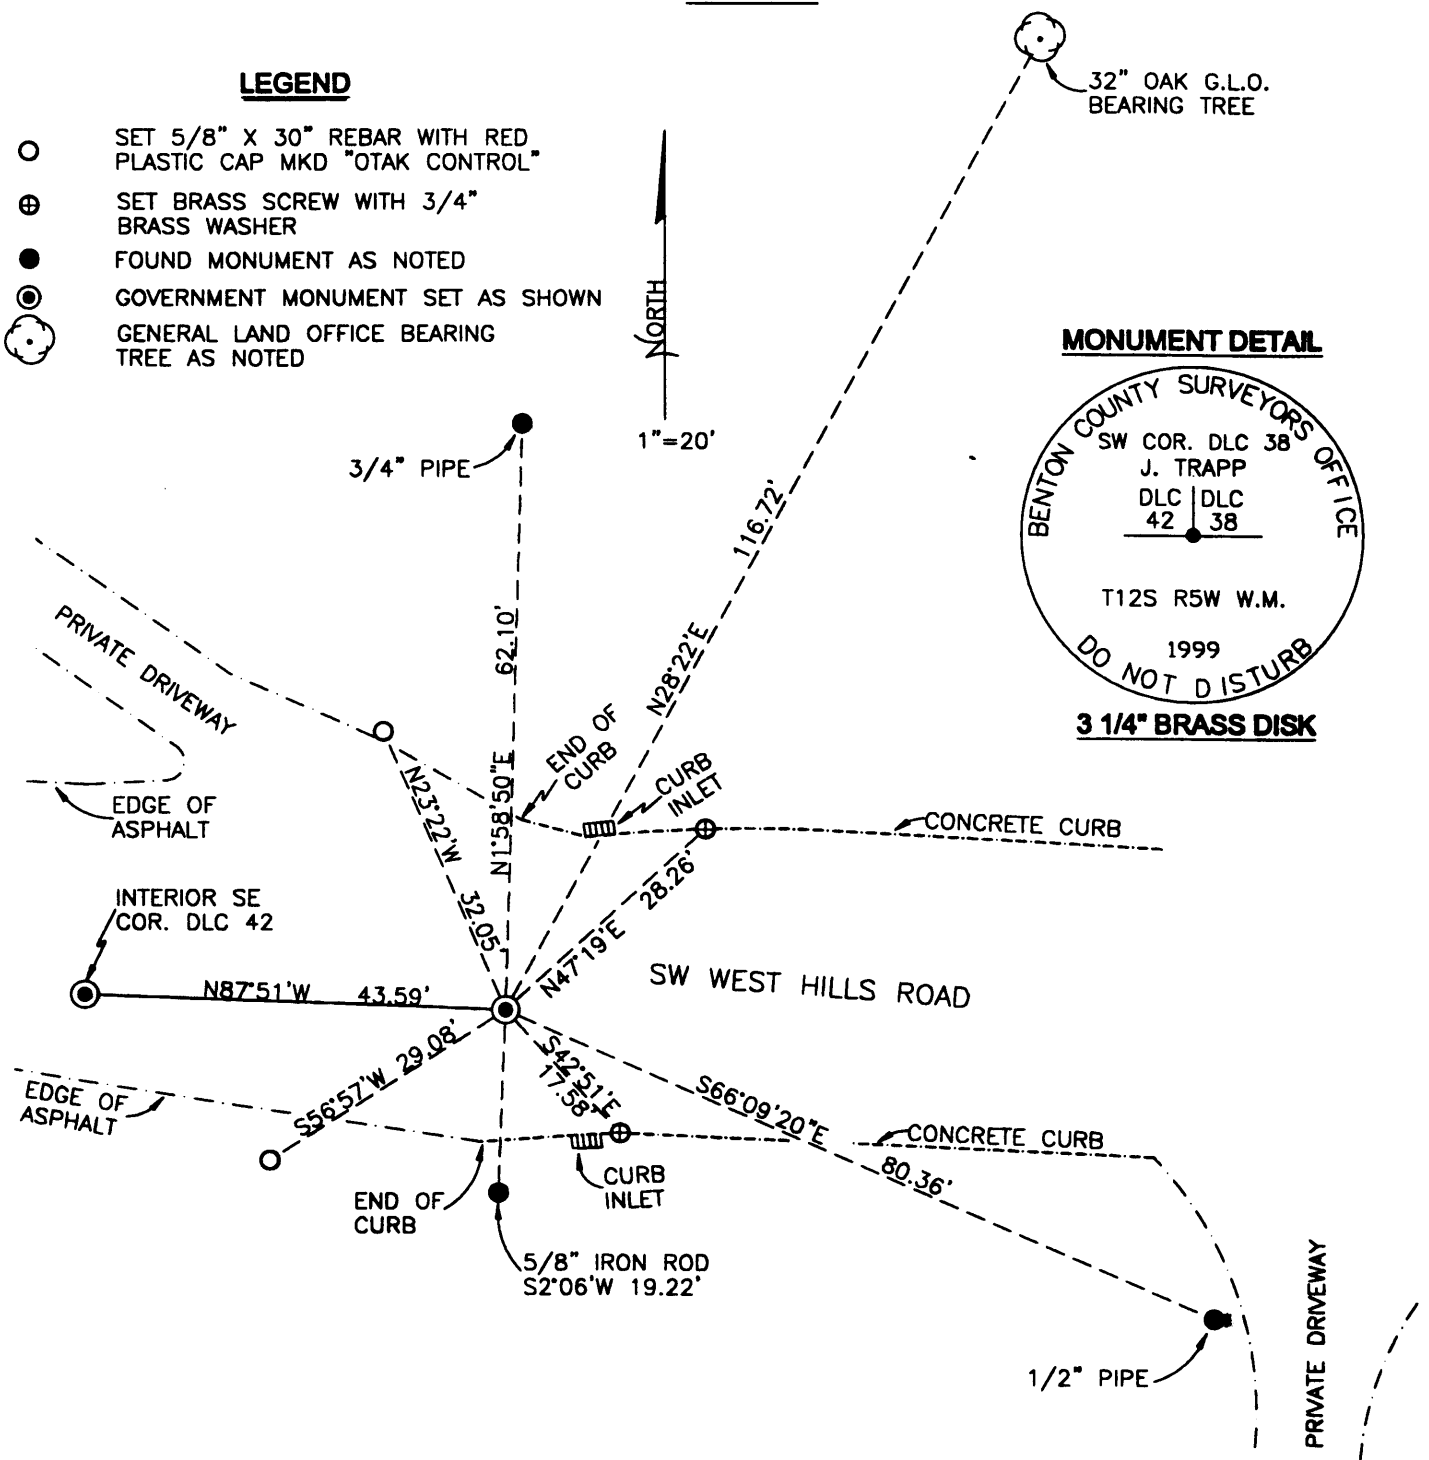 LEGEND
SET 5/8" X 30" REBAR WITH RED
PLASTIC CAP MKD "OTAK CONTROL"
SET BRASS SCREW WITH 3/4"
BRASS WASHER
FOUND MONUMENT AS NOTED
GOVERNMENT MONUMENT SET AS SHOWN
GENERAL LAND OFFICE BEARING
TREE AS NOTED
NORTH
1"=20'
32" OAK G.L.O.
BEARING TREE
MONUMENT DETAIL
BENTON COUNTY SURVEYORS OFFICE
SW COR. DLC 38
J. TRAPP
DLC DLC
42 38
T12S R5W W.M.
1999
DO NOT DISTURB
3 1/4" BRASS DISK
3/4" PIPE
116.72'
N28°22'E
62.10'
N1°58'50"E
PRIVATE DRIVEWAY
EDGE OF
ASPHALT
N23°22'W
32.05'
END OF
CURB
CURB
INLET
CONCRETE CURB
28.26'
N47°19'E
INTERIOR SE
COR. DLC 42
N87°51'W 43.59'
SW WEST HILLS ROAD
S56°57'W 29.08'
S42°51'E
17.58'
S66°09'20"E
80.36'
EDGE OF
ASPHALT
CONCRETE CURB
END OF
CURB
CURB
INLET
5/8" IRON ROD
S2°06'W 19.22'
1/2" PIPE
PRIVATE DRIVEWAY